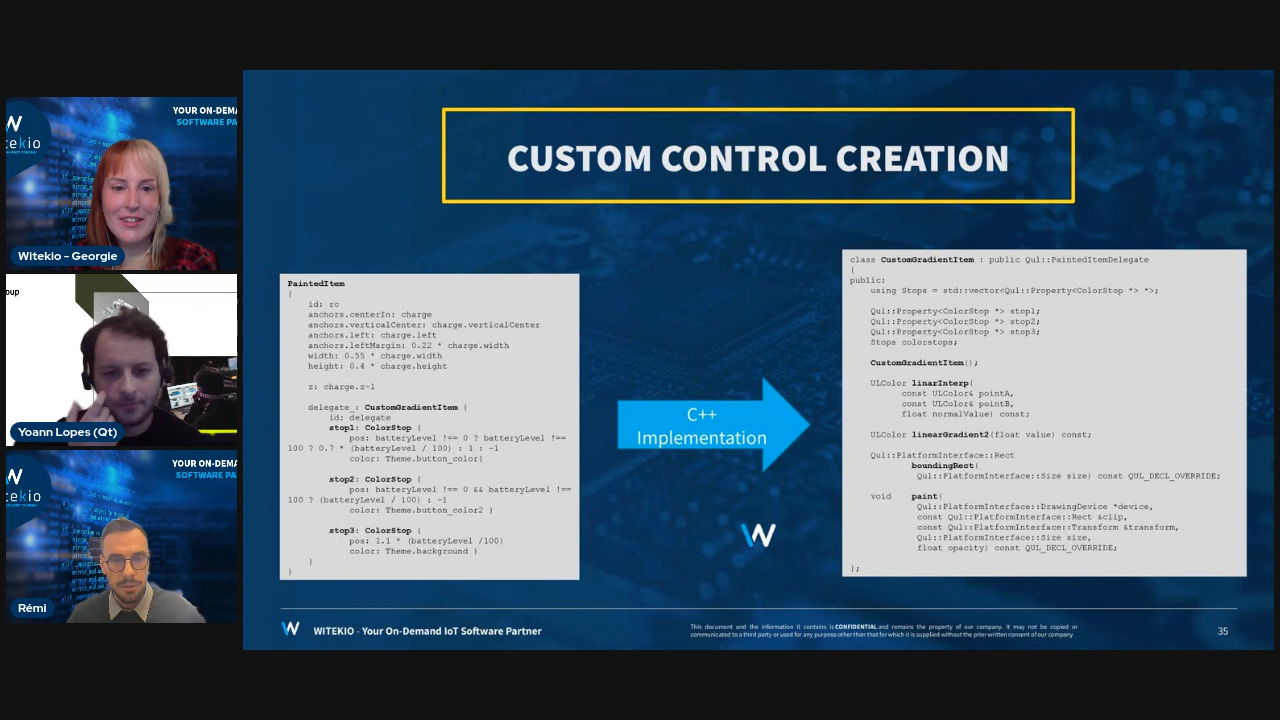 YOUR ON-DEMA
SOFTWARE PA
W
tekio
Witekio - Georgie
oup
Yoann Lopes (Qt)
YOUR ON-DEMA
SOFTWARE PA
W
tekio
Rémi
CUSTOM CONTROL CREATION
PaintedItem
{
id: rc
anchors.centerIn: charge
anchors.verticalCenter: charge.verticalCenter
anchors.left: charge.left
anchors.leftMargin: 0.22 * charge.width
width: 0.55 * charge.width
height: 0.4 * charge.height
z: charge.z-1
delegate_: CustomGradientItem {
id: delegate
stop1: ColorStop {
pos: batteryLevel !== 0 ? batteryLevel !==
100 ? 0.7 * (batteryLevel / 100) : 1 : -1
color: Theme.button_color}
stop2: ColorStop {
pos: batteryLevel !== 0 && batteryLevel !==
100 ? (batteryLevel / 100) : -1
color: Theme.button_color2 }
stop3: ColorStop {
pos: 1.1 * (batteryLevel /100)
color: Theme.background }
}
}
C++
Implementation
W
class CustomGradientItem : public Qul::PaintedItemDelegate
{
public:
using Stops = std::vector<Qul::Property<ColorStop *> *>;
Qul::Property<ColorStop *> stop1;
Qul::Property<ColorStop *> stop2;
Qul::Property<ColorStop *> stop3;
Stops colorstops;
CustomGradientItem();
ULColor linarInterp(
const ULColor& pointA,
const ULColor& pointB,
float normalValue) const;
ULColor linearGradient2(float value) const;
Qul::PlatformInterface::Rect
boundingRect(
Qul::PlatformInterface::Size size) const QUL_DECL_OVERRIDE;
void paint(
Qul::PlatformInterface::DrawingDevice *device,
const Qul::PlatformInterface::Rect &clip,
const Qul::PlatformInterface::Transform &transform,
Qul::PlatformInterface::Size size,
float opacity) const QUL_DECL_OVERRIDE;
};
W WITEKIO - Your On-Demand IoT Software Partner
This document and the information it contains is CONFIDENTIAL and remains the property of our company. It may not be copied or
communicated to a third party or used for any purpose other than that for which it is supplied without the prior written consent of our company
35